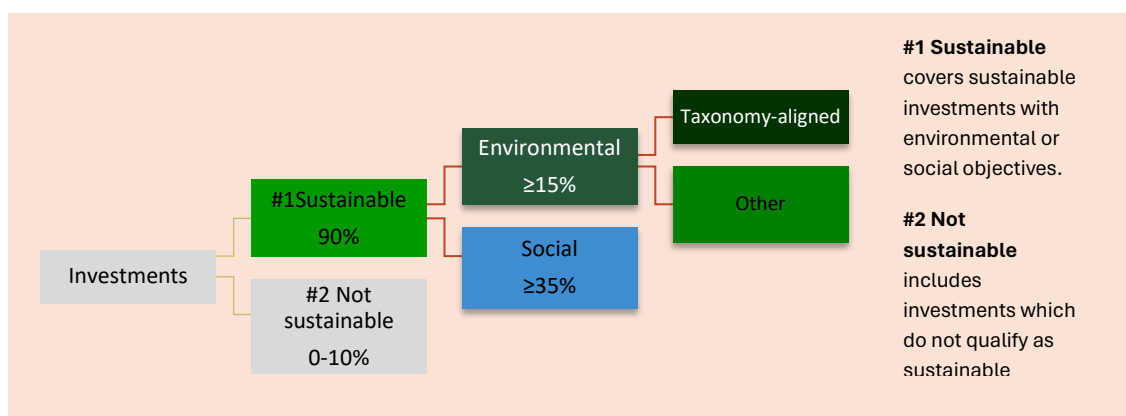 Investments
#1Sustainable
90%
#2 Not
sustainable
0-10%
Environmental
≥15%
Social
≥35%
Taxonomy-aligned
Other
#1 Sustainable
covers sustainable
investments with
environmental or
social objectives.
#2 Not
sustainable
includes
investments which
do not qualify as
sustainable